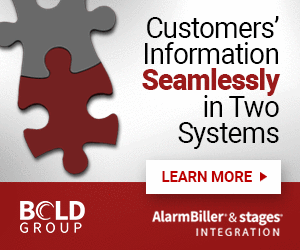 Customers’
Information
Seamlessly
in Two
Systems
LEARN MORE
BOLD
GROUP
AlarmBiller® & stages®
INTEGRATION